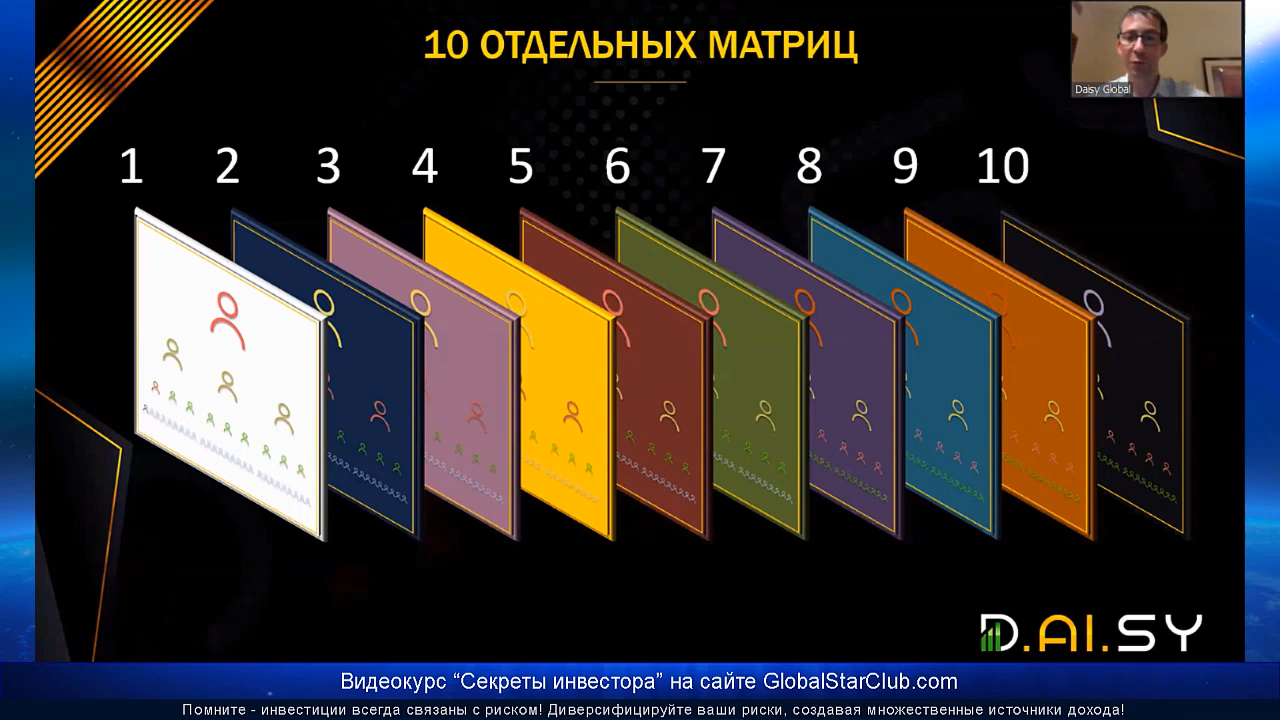 10 ОТДЕЛЬНЫХ МАТРИЦ
Daisy Global
1 2 3 4 5 6 7 8 9 10
D.AI.SY
Видеокурс “Секреты инвестора” на сайте GlobalStarClub.com
Помните - инвестиции всегда связаны с риском! Диверсифицируйте ваши риски, создавая множественные источники дохода!